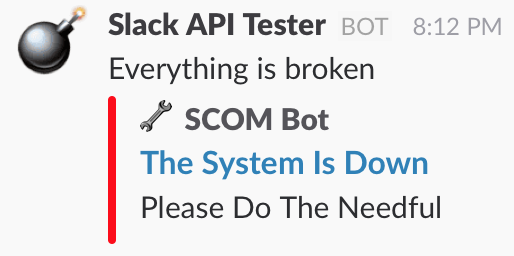 Slack API Tester BOT 8:12 PM
Everything is broken
SCOM Bot
The System Is Down
Please Do The Needful